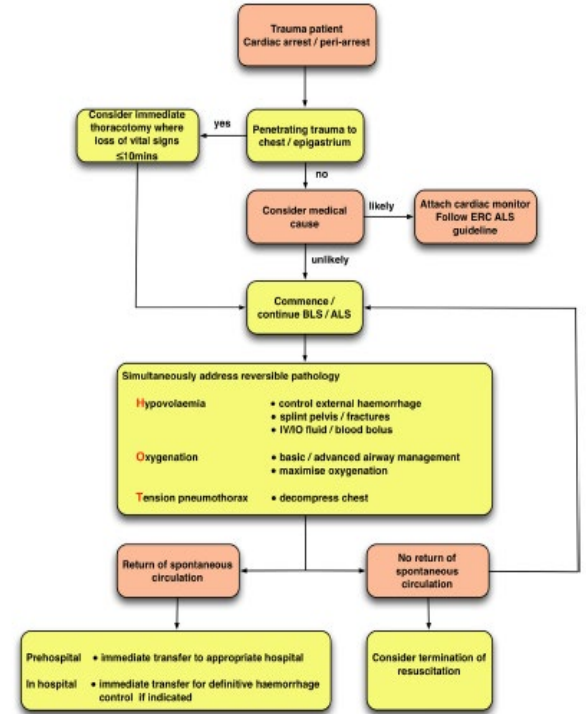 Trauma patient
Cardiac arrest / peri-arrest
Consider immediate
thoracotomy where
loss of vital signs
≤10mins
yes
Penetrating trauma to
chest / epigastrium
no
Consider medical
cause
likely
Attach cardiac monitor
Follow ERC ALS
guideline
unlikely
Commence /
continue BLS / ALS
Simultaneously address reversible pathology
Hypovolaemia
• control external haemorrhage
• splint pelvis / fractures
• IV/IO fluid / blood bolus
Oxygenation
• basic / advanced airway management
• maximise oxygenation
Tension pneumothorax
• decompress chest
Return of spontaneous
circulation
No return of
spontaneous
circulation
Prehospital • immediate transfer to appropriate hospital
In hospital • immediate transfer for definitive haemorrhage
control if indicated
Consider termination of
resuscitation